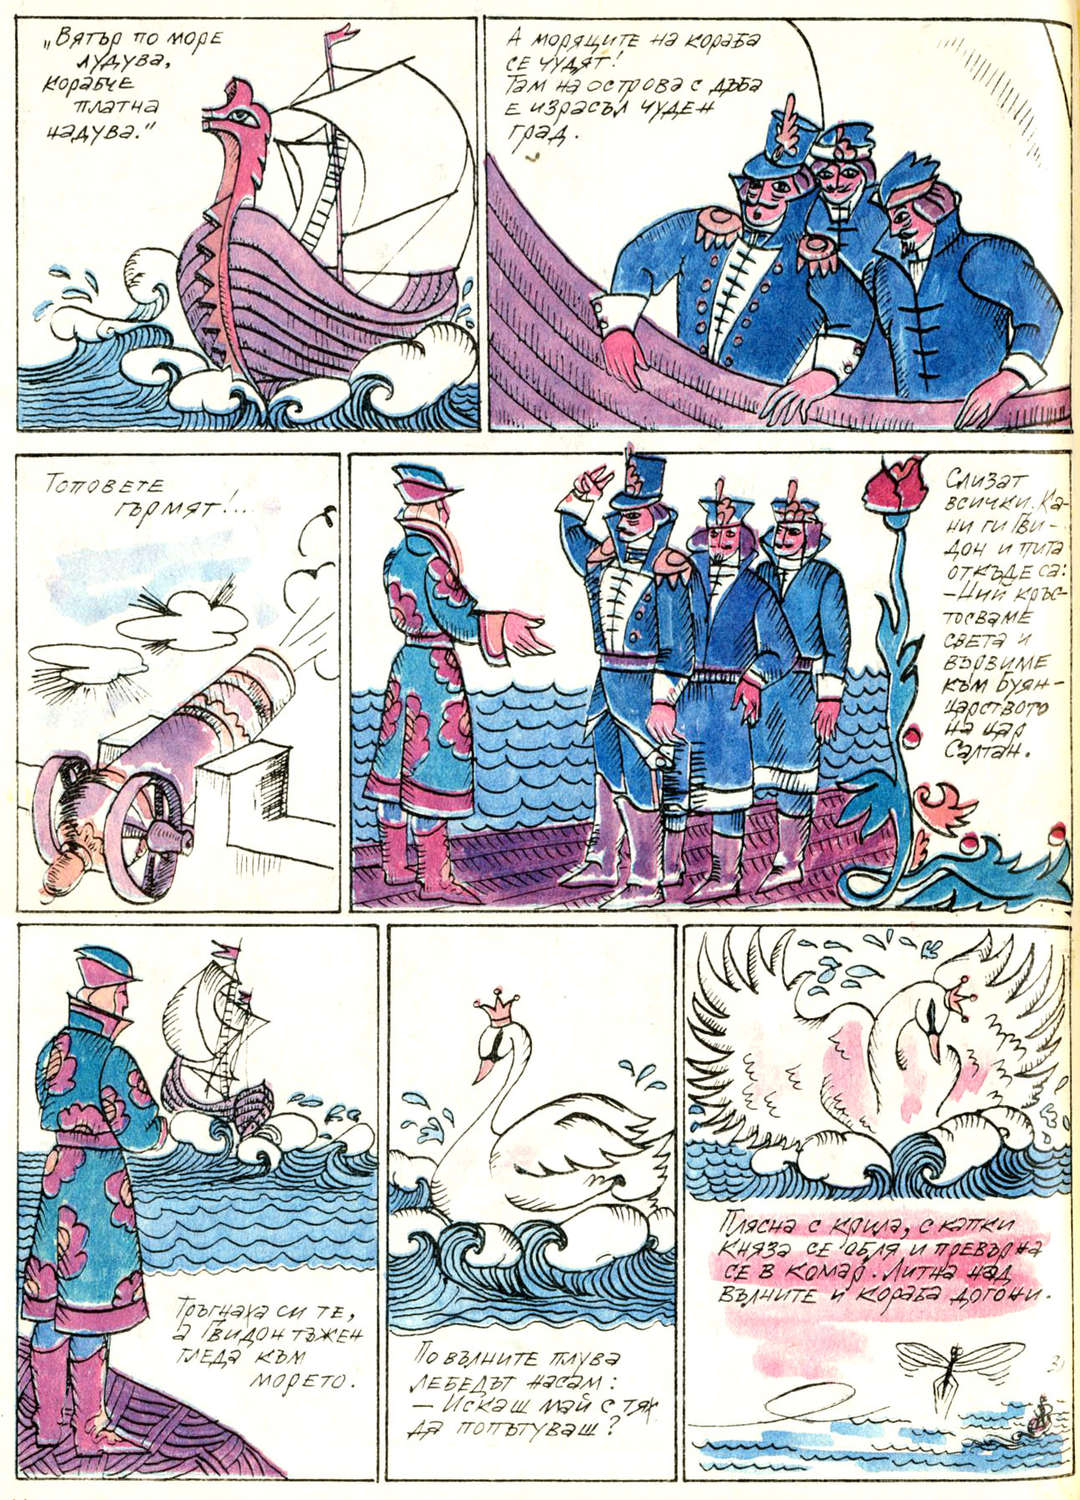 „Вятър по море
лудува,
корабче
платна
надува."
А моряците на кораба
се чудят!
Там на острова с дъба
е израсъл чуден
град.
Топовете
гърмят!...
Слизат
всички. Ка-
ни ги Гви-
дон и пита
откъде са:
– Ний кръс-
тосваме
света и
вървиме
към Буян –
царството
на цар
Салтан.
Тръгнаха си те,
а Гвидон тъжен
гледа към
морето.
По вълните плува
лебедът насам:
– Искаш май с тях
да попътуваш?
Плясна с крила, с капки
княза се обля и превърна
се в комар. Литна над
вълните и кораба догони.